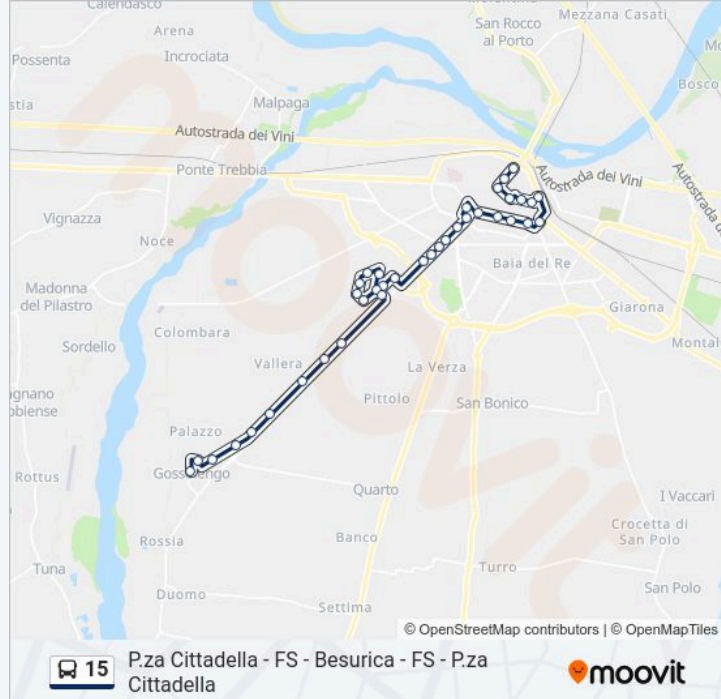 Calendasco
San Rocco
al Porto
Mezzana Casati
Arena
Possenta
Incrociata
Bosco
Malpaga
Autostrada dei Vini
Ponte Trebbia
Autostrada dei Vini
Autostrada de
Vignazza
Noce
Baia del Re
Madonna
del Pilastro
Giarona
Colombara
Montal
Sordello
Vallera
La Verza
Pittolo
San Bonico
Palazzo
Rottus
Quarto
I Vaccari
Crocetta di
San Polo
Rossia
Banco
Tuna
Turro
Duomo
San Polo
Settima
© OpenStreetMap contributors | © OpenMapTiles
15
P.za Cittadella - FS - Besurica - FS - P.za
Cittadella
moovit